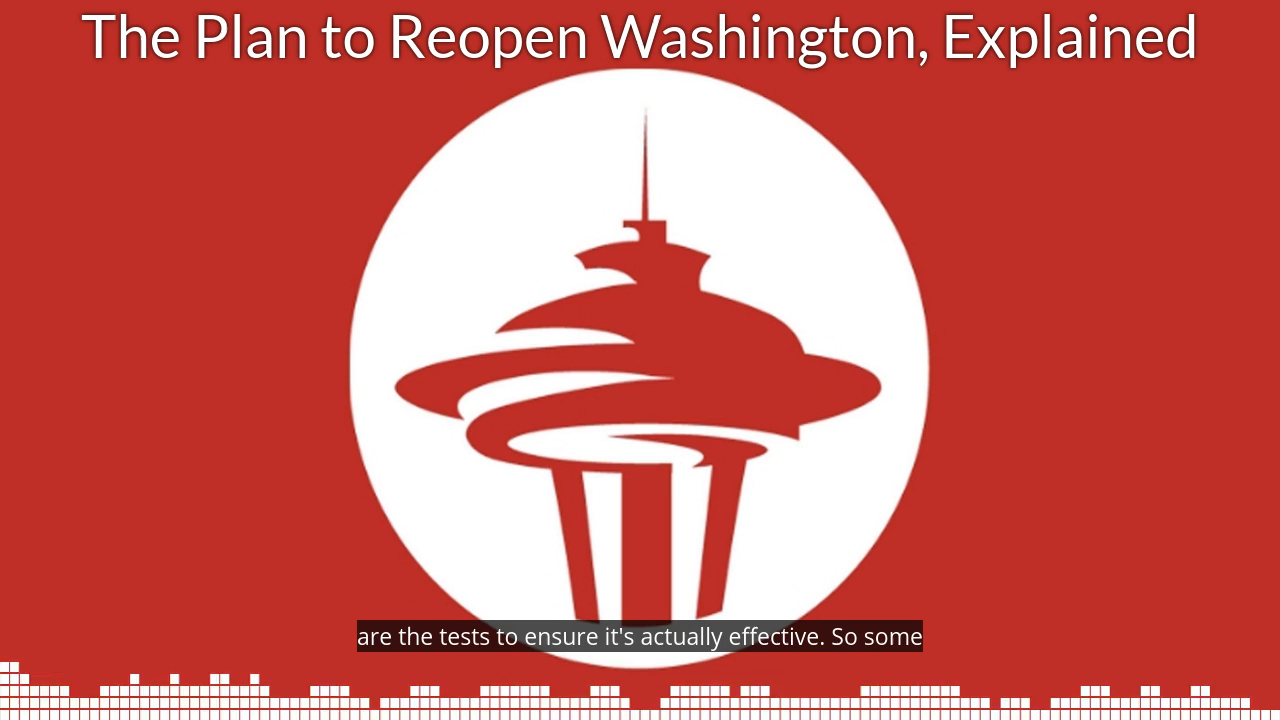 The Plan to Reopen Washington, Explained
are the tests to ensure it's actually effective. So some